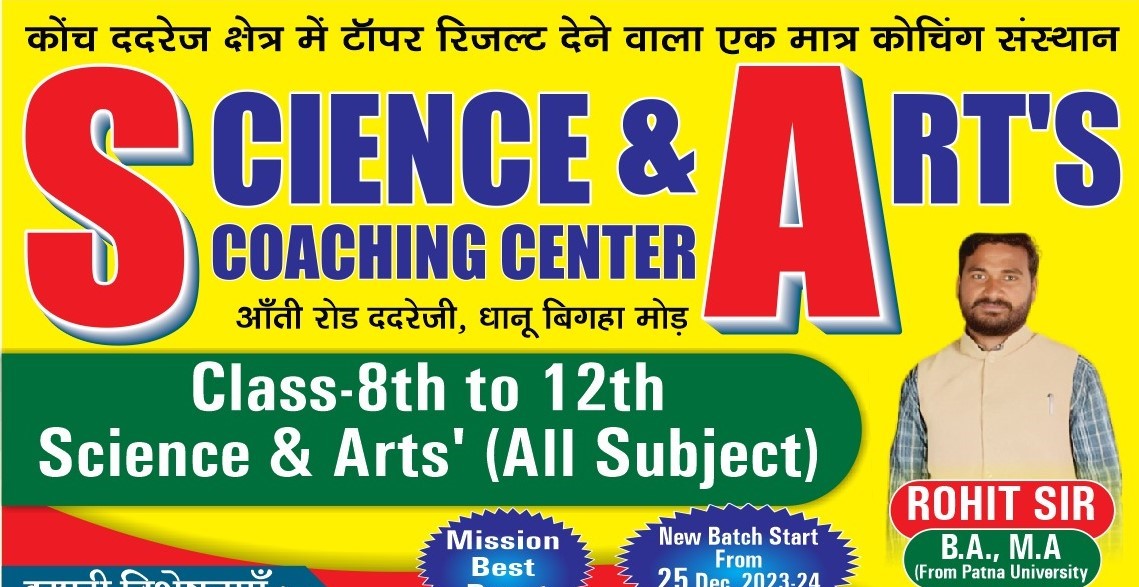 कोंच ददरेज क्षेत्र में टॉपर रिजल्ट देने वाला एक मात्र कोचिंग संस्थान
SCIENCE & ART'S
COACHING CENTER
आँती रोड ददरेजी, धानू बिगहा मोड़
Class-8th to 12th
Science & Arts' (All Subject)
ROHIT SIR
B.A., M.A
(From Patna University
Mission
Best
New Batch Start
From
25 Dec. 2023-24